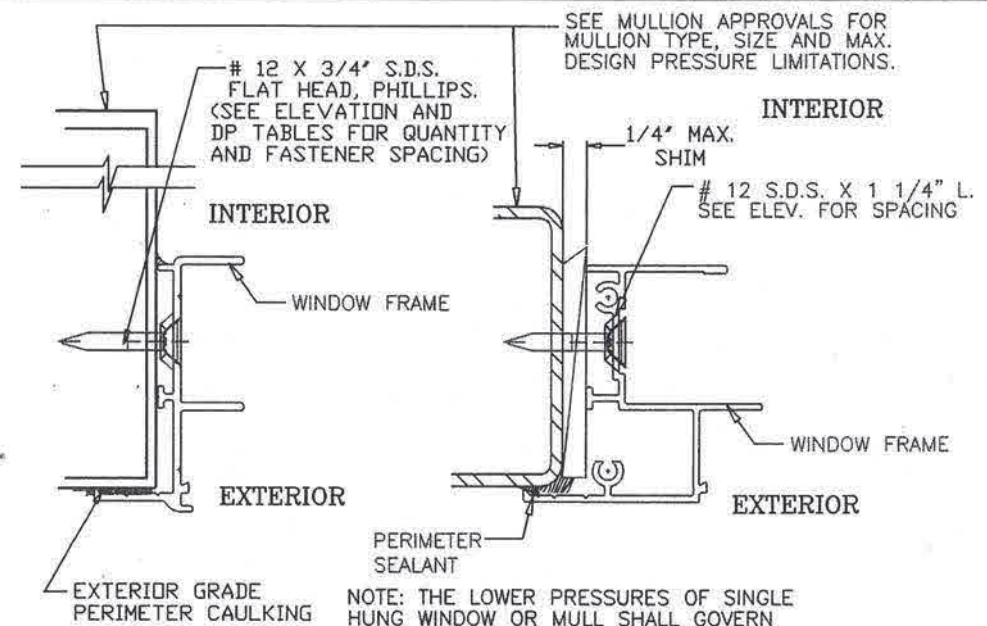 SEE MULLION APPROVALS FOR
MULLION TYPE, SIZE AND MAX.
DESIGN PRESSURE LIMITATIONS.
# 12 X 3/4" S.D.S.
FLAT HEAD, PHILLIPS.
(SEE ELEVATION AND
DP TABLES FOR QUANTITY
AND FASTENER SPACING)
INTERIOR
1/4" MAX.
SHIM
# 12 S.D.S. X 1 1/4" L.
SEE ELEV. FOR SPACING
INTERIOR
WINDOW FRAME
WINDOW FRAME
EXTERIOR
EXTERIOR
PERIMETER
SEALANT
EXTERIOR GRADE
PERIMETER CAULKING
NOTE: THE LOWER PRESSURES OF SINGLE
HUNG WINDOW OR MULL SHALL GOVERN